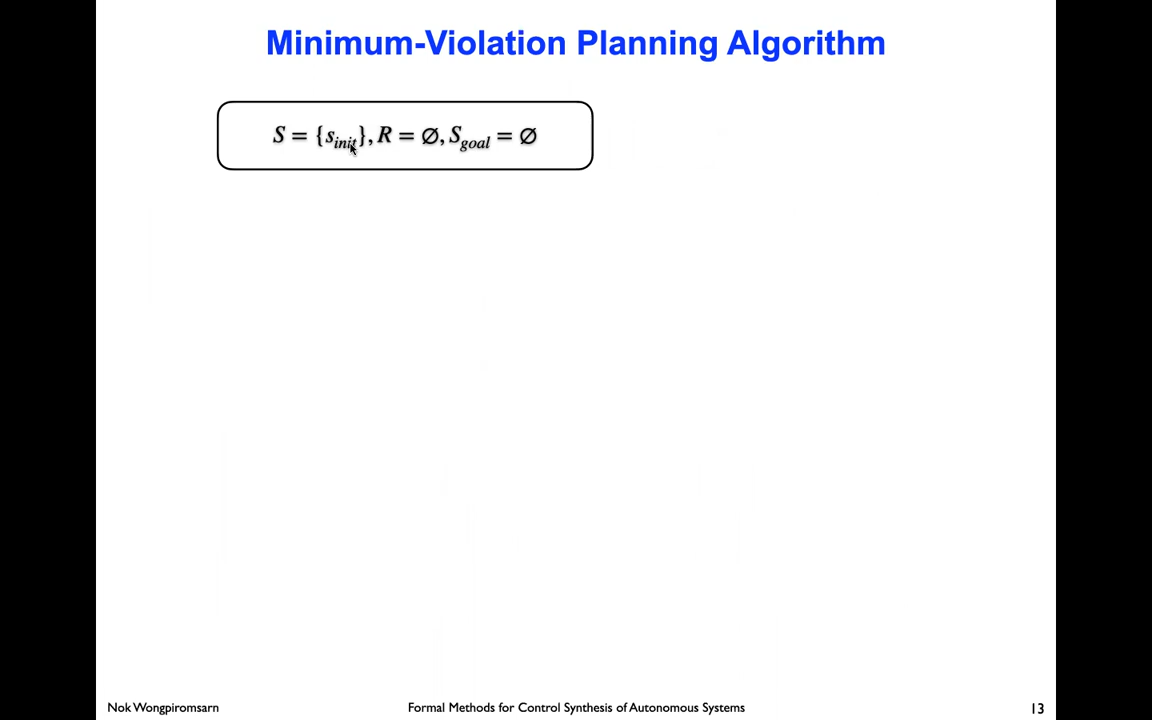 Minimum-Violation Planning Algorithm
S = {s_init}, R = ∅, S_goal = ∅
Nok Wongpiromsarn
Formal Methods for Control Synthesis of Autonomous Systems
13